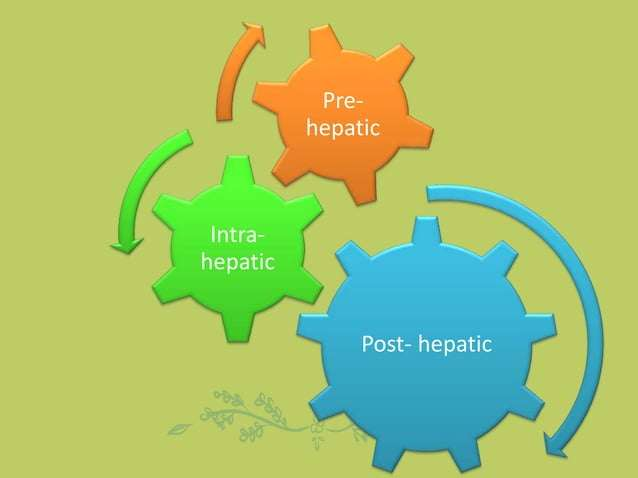 Pre-
hepatic
Intra-
hepatic
Post- hepatic